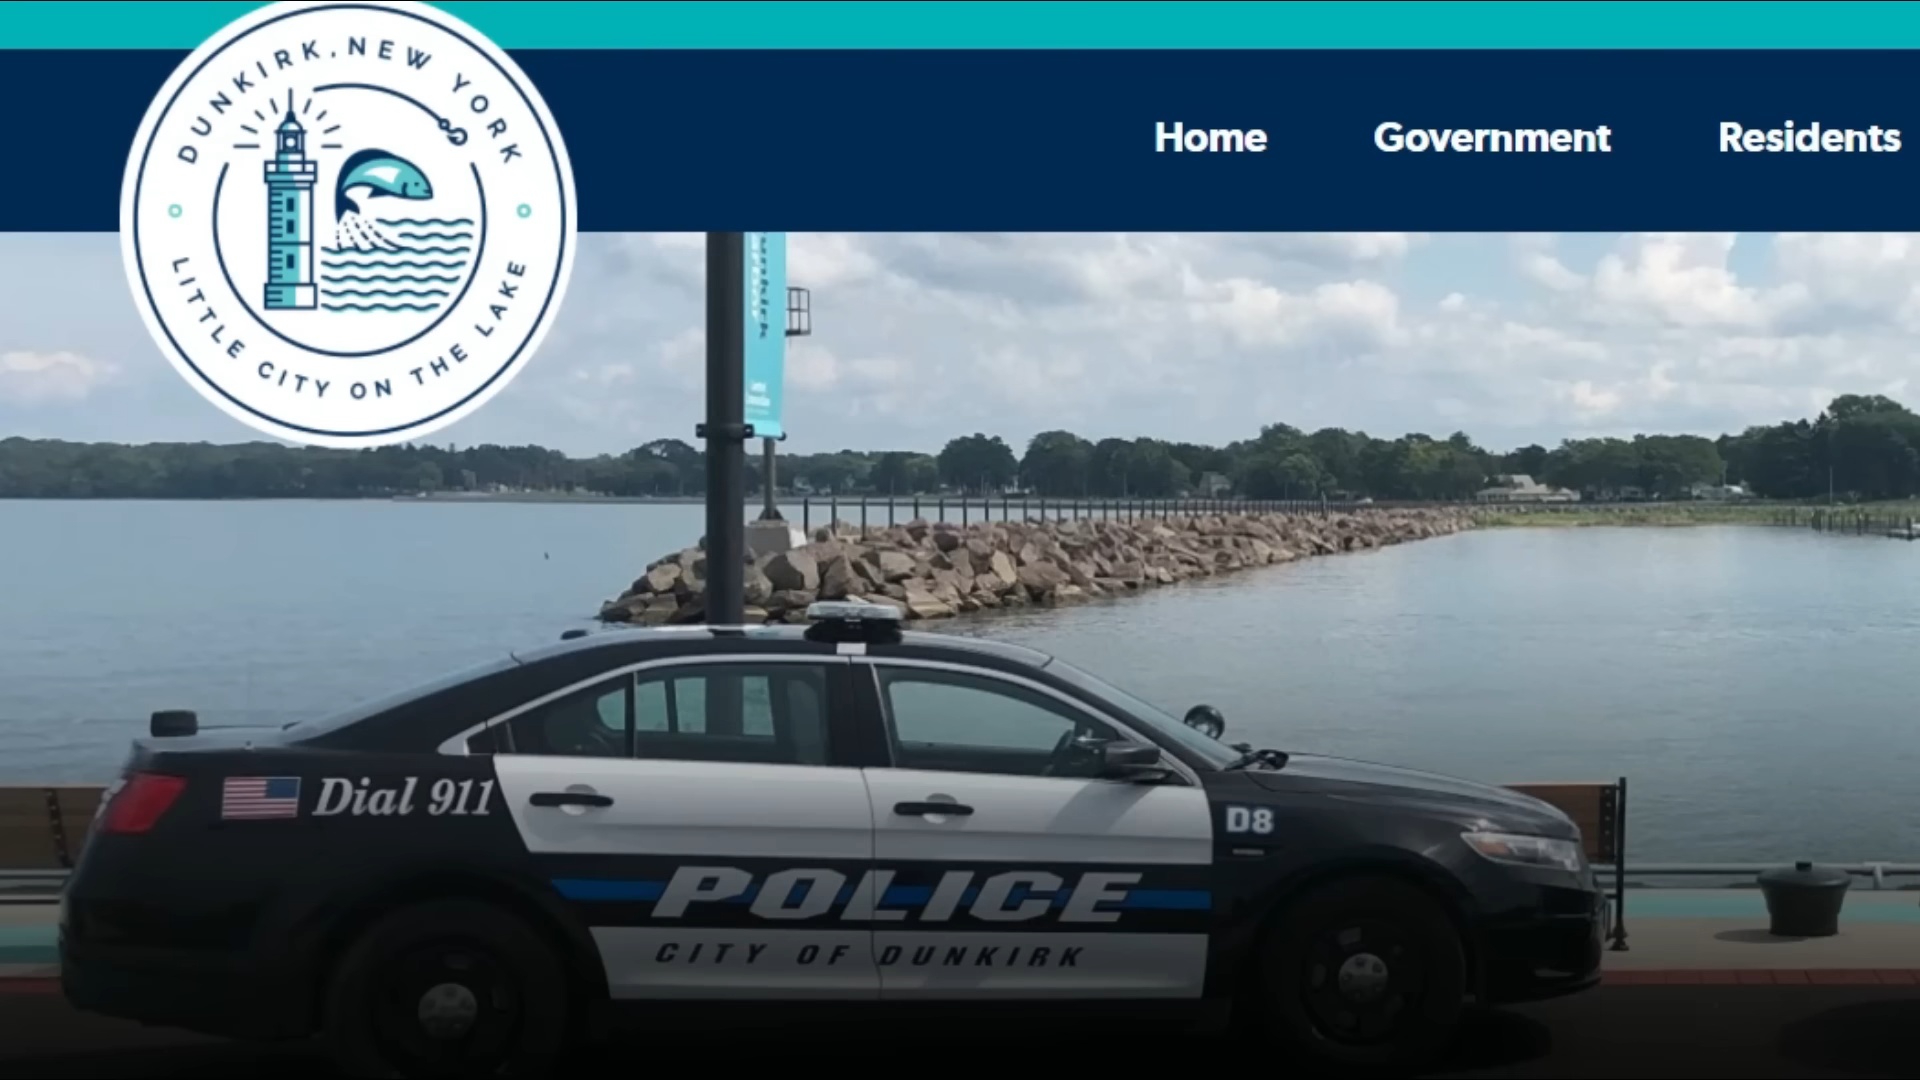 DUNKIRK, NEW YORK
LITTLE CITY ON THE LAKE
Home Government Residents
Dial 911
D8
POLICE
CITY OF DUNKIRK